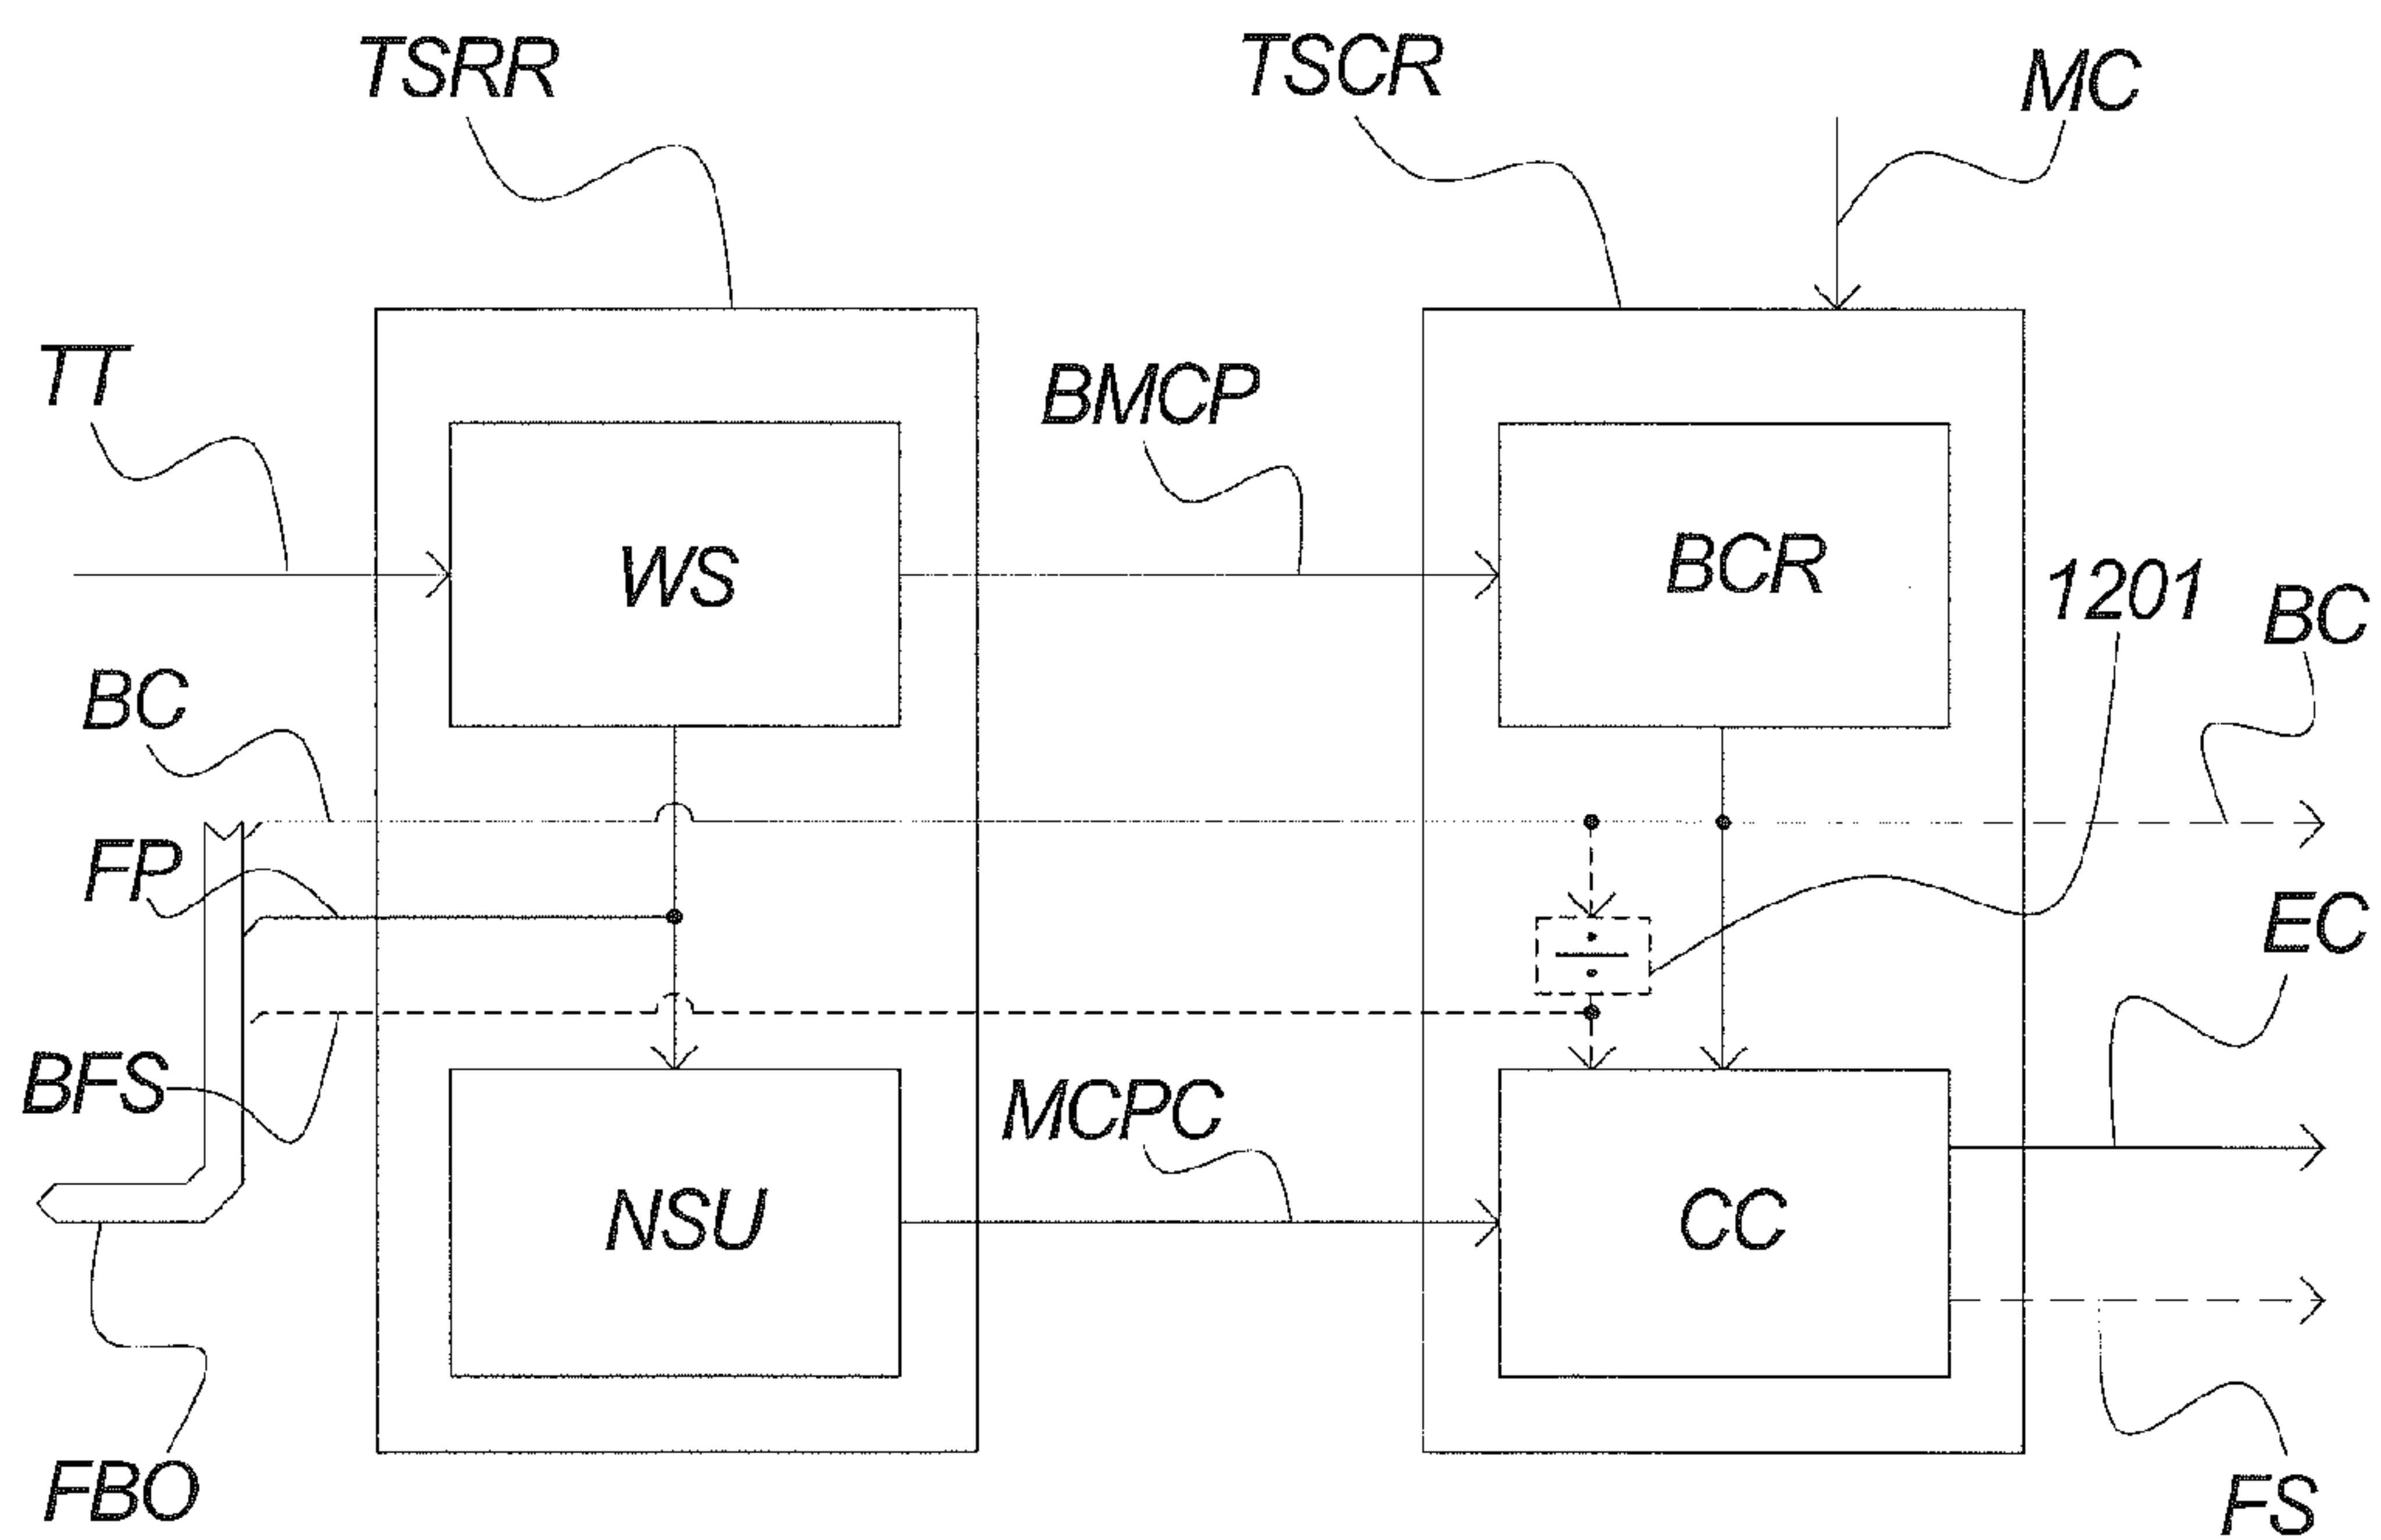 TSRR
TSCR
MC
TT
BMCP
WS
BCR
1201
BC
BC
FP
EC
BFS
MCPC
NSU
CC
FBO
FS